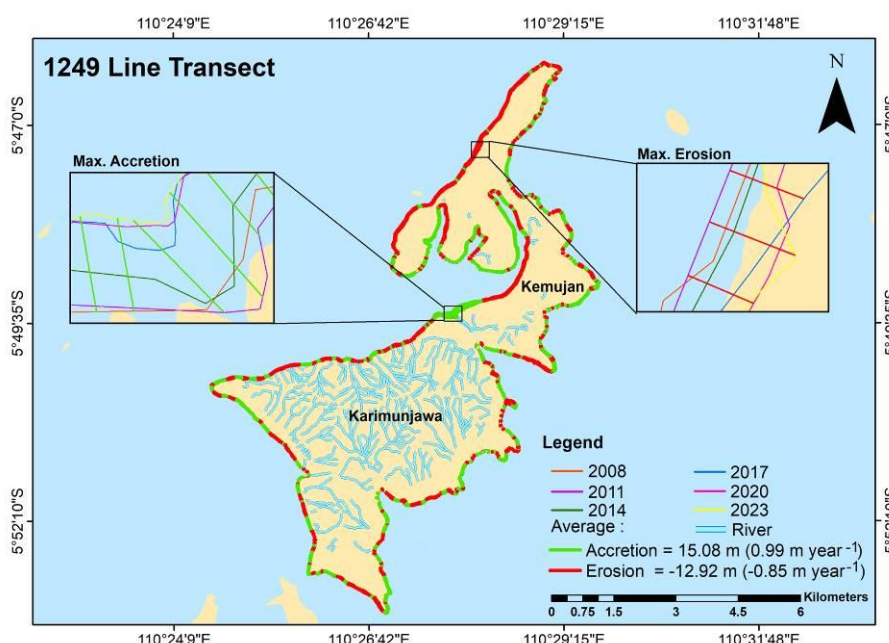 110°24'9"E 110°26'42"E 110°29'15"E 110°31'48"E
1249 Line Transect
N
5°47'0"S
5°47'0"S
Max. Accretion
Max. Erosion
Kemujan
5°49'35"S
Karimunjawa
Legend
2008 2017
2011 2020
2014 2023
Average : River
Accretion = 15.08 m (0.99 m year⁻¹)
Erosion = -12.92 m (-0.85 m year⁻¹)
Kilometers
0 0.75 1.5 3 4.5 6
5°52'10"S
110°24'9"E 110°26'42"E 110°29'15"E 110°31'48"E